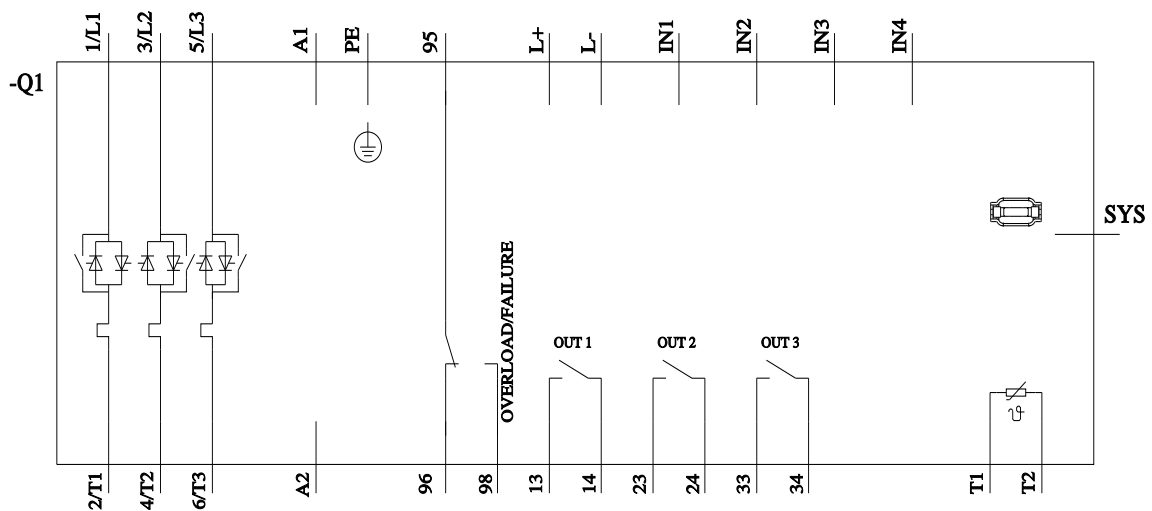 1/L1
3/L2
5/L3
A1
PE
95
L+
L-
IN1
IN2
IN3
IN4
-Q1
SYS
OVERLOAD/FAILURE
OUT 1
OUT 2
OUT 3
ϑ
2/T1
4/T2
6/T3
A2
96
98
13
14
23
24
33
34
T1
T2